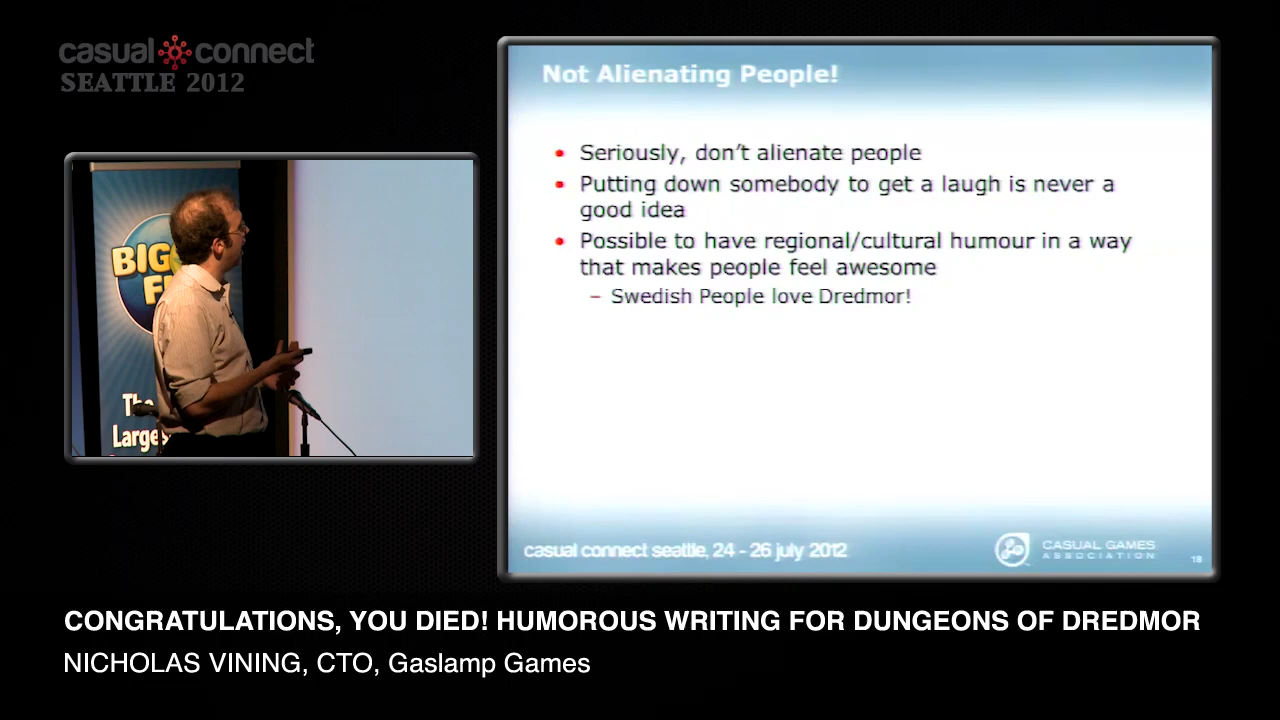 casual connect
SEATTLE 2012
Not Alienating People!
• Seriously, don't alienate people
• Putting down somebody to get a laugh is never a
good idea
• Possible to have regional/cultural humour in a way
that makes people feel awesome
– Swedish People love Dredmor!
BIG
F
The
Large
casual connect seattle, 24 - 26 july 2012
CASUAL GAMES
ASSOCIATION
18
CONGRATULATIONS, YOU DIED! HUMOROUS WRITING FOR DUNGEONS OF DREDMOR
NICHOLAS VINING, CTO, Gaslamp Games